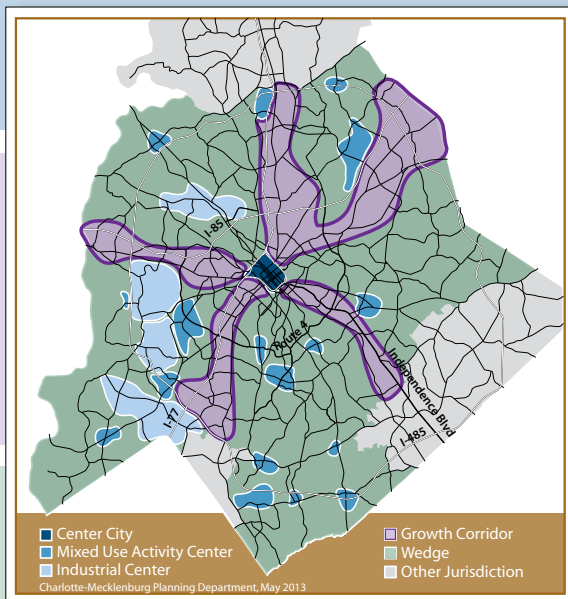 I-85
Route 4
Independence Blvd
I-77
I-485
Center City
Mixed Use Activity Center
Industrial Center
Growth Corridor
Wedge
Other Jurisdiction
Charlotte-Mecklenburg Planning Department, May 2013